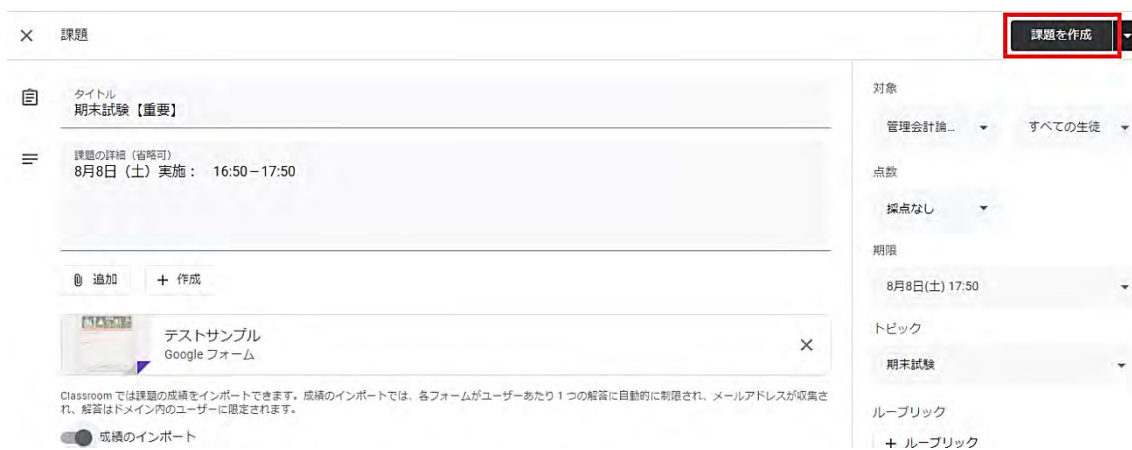 課題
課題を作成
タイトル
期末試験【重要】
課題の詳細（省略可）
8月8日（土）実施： 16:50－17:50
追加
+ 作成
テストサンプル
Google フォーム
Classroom では課題の成績をインポートできます。成績のインポートでは、各フォームがユーザーあたり 1 つの解答に自動的に制限され、メールアドレスが収集さ
れ、解答はドメイン内のユーザーに限定されます。
成績のインポート
対象
管理会計論...
すべての生徒
点数
採点なし
期限
8月8日(土) 17:50
トピック
期末試験
ルーブリック
+ ルーブリック